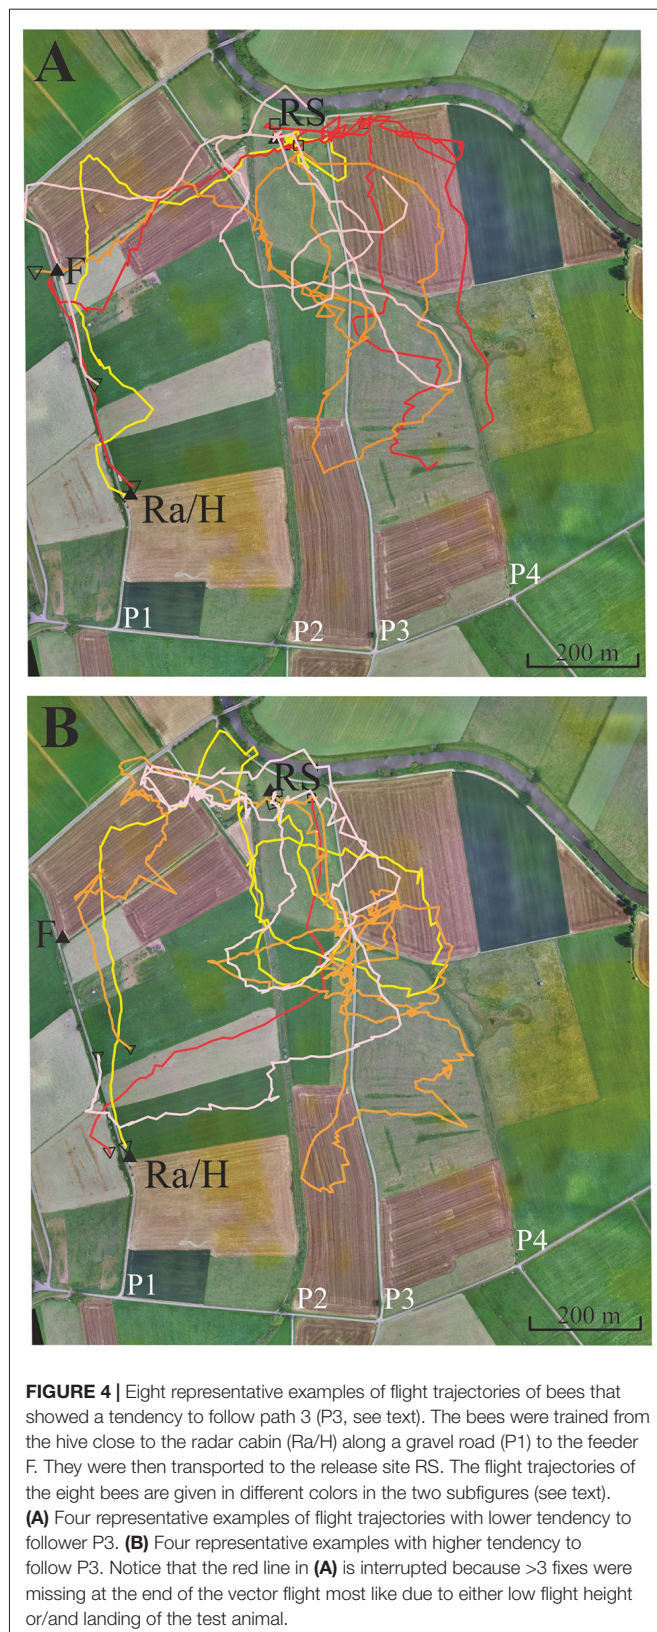 A
RS
F
Ra/H
P1
P2
P3
P4
200 m
B
RS
F
Ra/H
P1
P2
P3
P4
200 m
FIGURE 4 | Eight representative examples of flight trajectories of bees that
showed a tendency to follow path 3 (P3, see text). The bees were trained from
the hive close to the radar cabin (Ra/H) along a gravel road (P1) to the feeder
F. They were then transported to the release site RS. The flight trajectories of
the eight bees are given in different colors in the two subfigures (see text).
(A) Four representative examples of flight trajectories with lower tendency to
follower P3. (B) Four representative examples with higher tendency to
follow P3. Notice that the red line in (A) is interrupted because >3 fixes were
missing at the end of the vector flight most like due to either low flight height
or/and landing of the test animal.